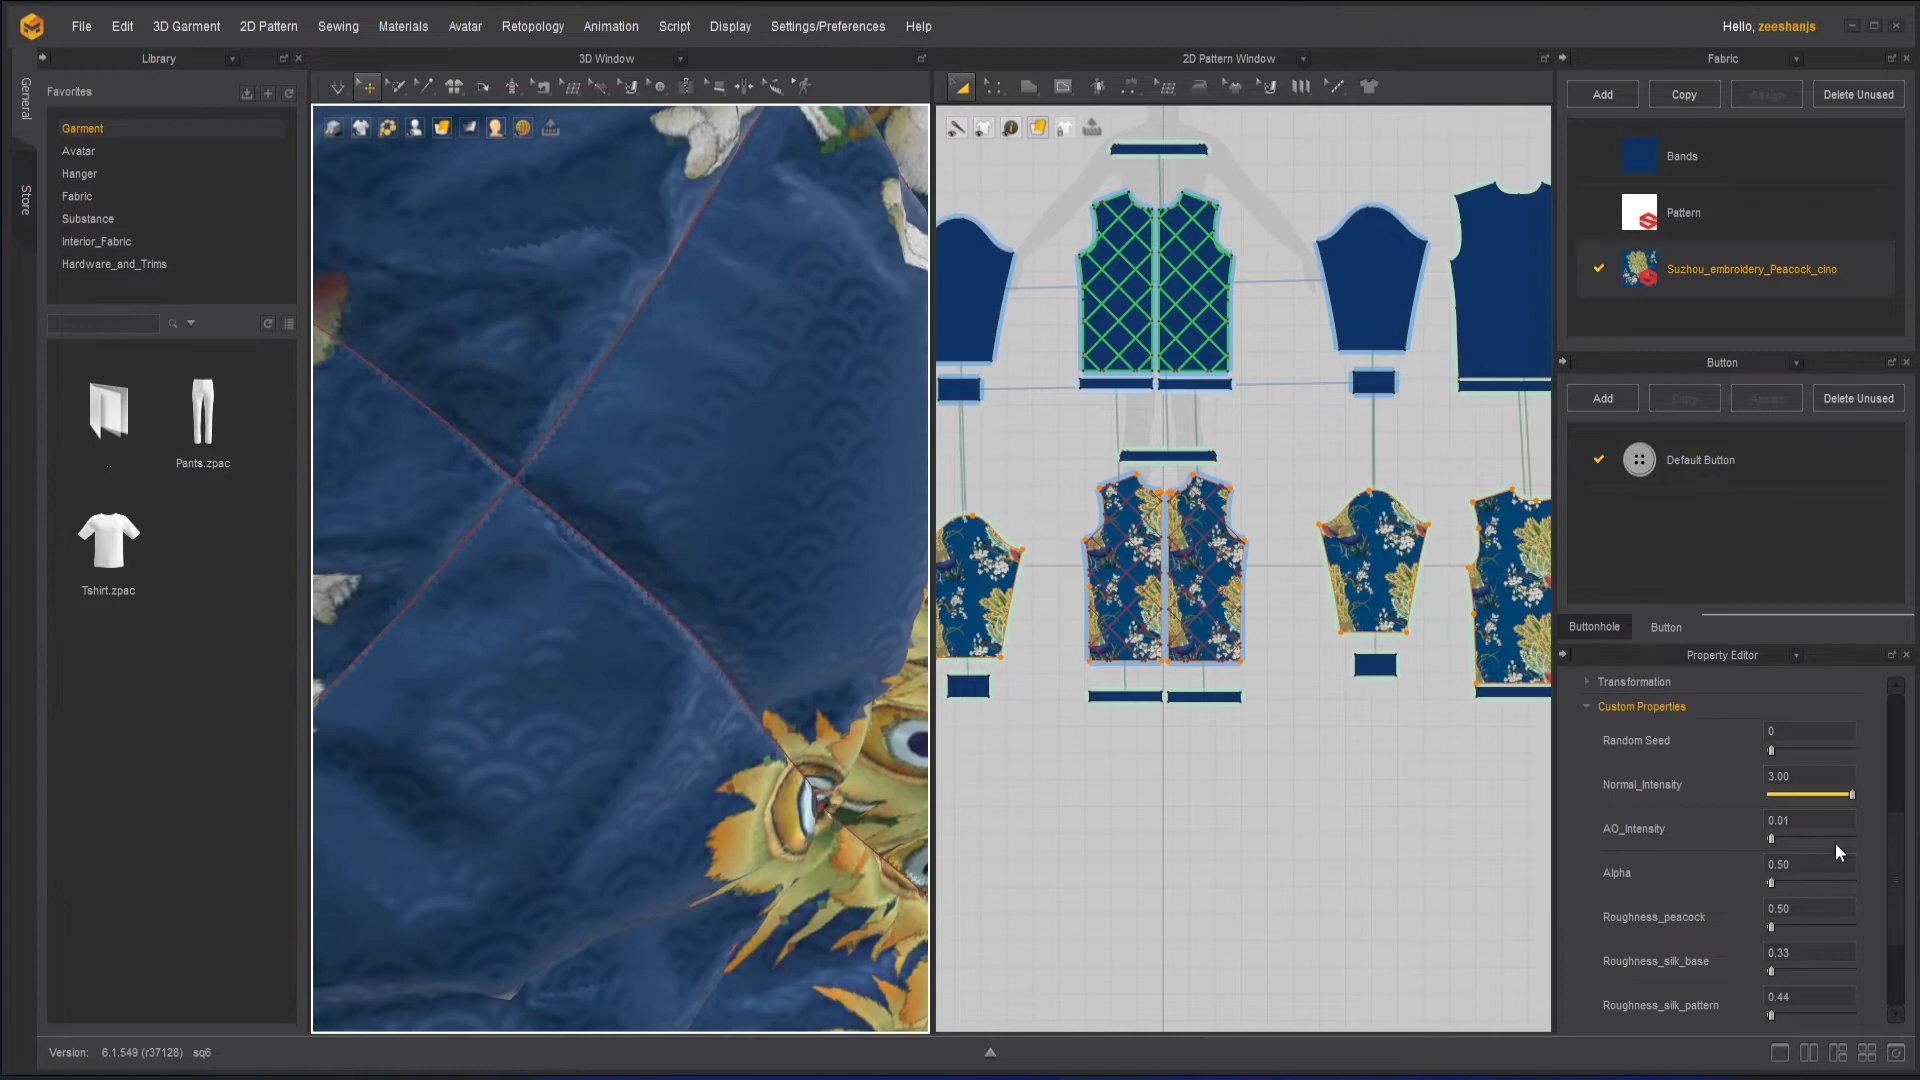 File Edit 3D Garment 2D Pattern Sewing Materials Avatar Retopology Animation Script Display Settings/Preferences Help
Hello, zeeshanjs
Library
3D Window
2D Pattern Window
Fabric
General
Store
Favorites
Garment
Avatar
Hanger
Fabric
Substance
Interior_Fabric
Hardware_and_Trims
..
Pants.zpac
Tshirt.zpac
Add Copy Assign Delete Unused
Bands
Pattern
Suzhou_embroidery_Peacock_cino
Button
Add Copy Assign Delete Unused
Default Button
Buttonhole Button
Property Editor
Transformation
Custom Properties
Random Seed 0
Normal_Intensity 3.00
AO_Intensity 0.01
Alpha 0.50
Roughness_peacock 0.50
Roughness_silk_base 0.33
Roughness_silk_pattern 0.44
Version: 6.1.549 (r37128) sq6